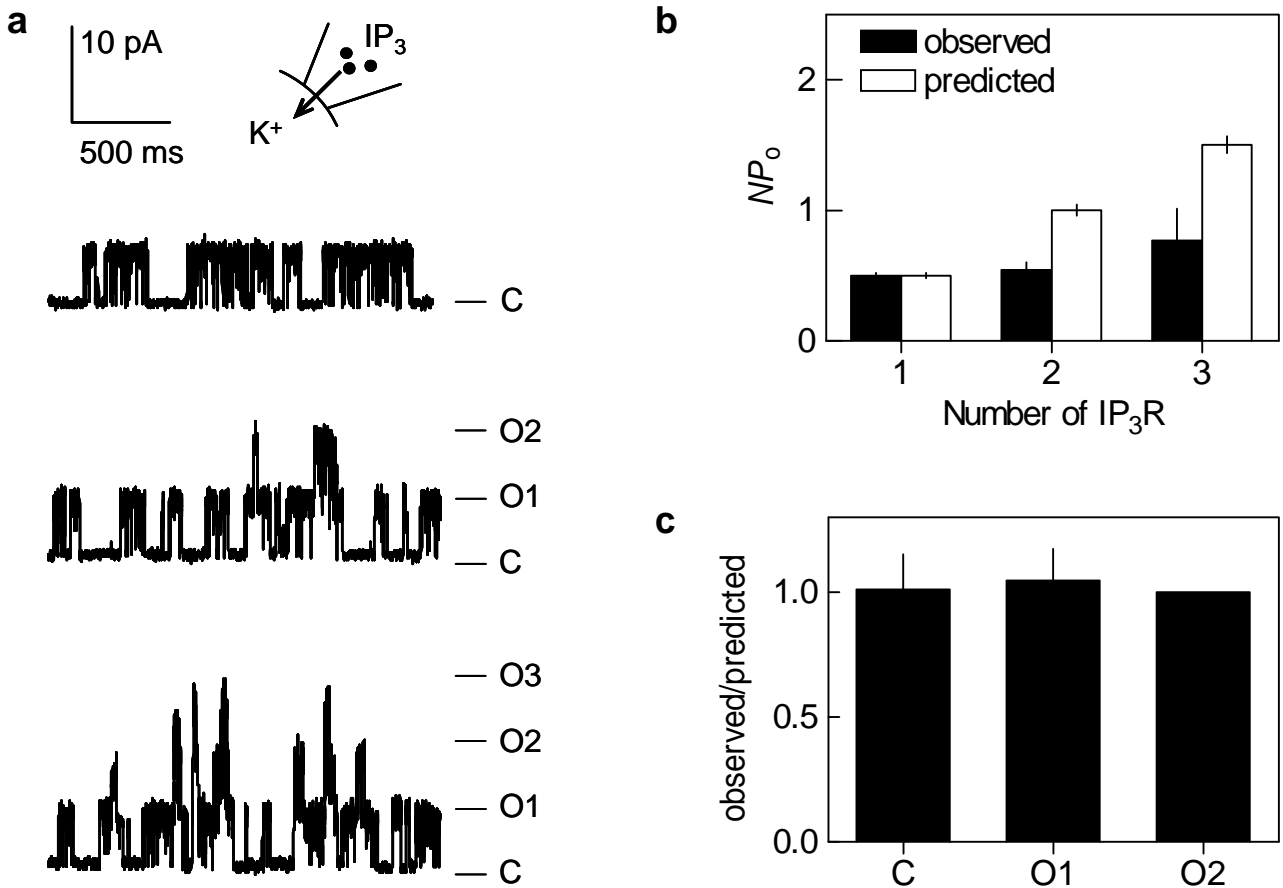 a
10 pA
500 ms
IP₃
K⁺
C
O2
O1
C
O3
O2
O1
C
b
observed
predicted
NPₒ
2
1
0
1 2 3
Number of IP₃R
c
observed/predicted
1.0
0.5
0.0
C O1 O2